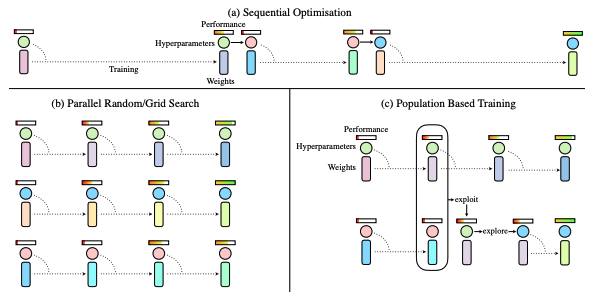 (a) Sequential Optimisation
Performance
Hyperparameters
Training
Weights
(b) Parallel Random/Grid Search
(c) Population Based Training
Performance
Hyperparameters
Weights
exploit
explore